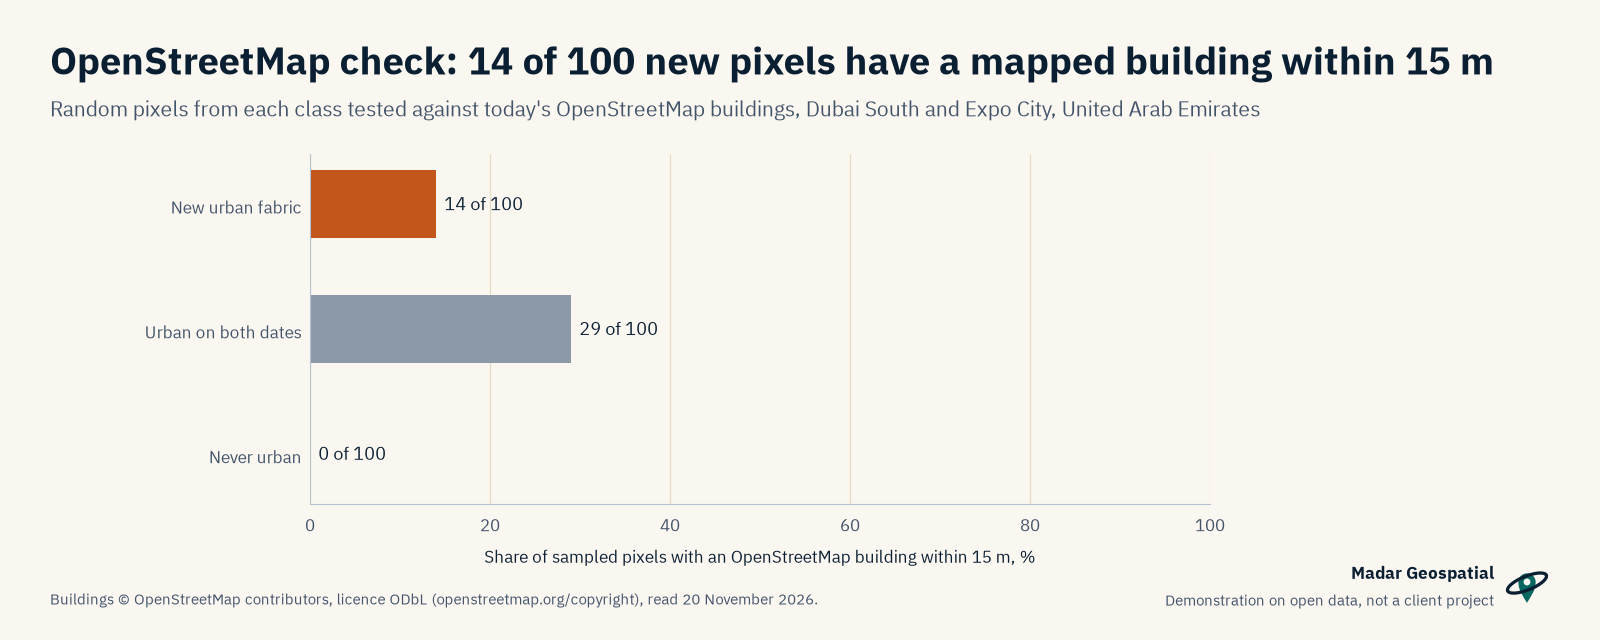 OpenStreetMap check: 14 of 100 new pixels have a mapped building within 15 m
Random pixels from each class tested against today's OpenStreetMap buildings, Dubai South and Expo City, United Arab Emirates
New urban fabric
14 of 100
Urban on both dates
29 of 100
Never urban
0 of 100
0 20 40 60 80 100
Share of sampled pixels with an OpenStreetMap building within 15 m, %
Madar Geospatial
Buildings © OpenStreetMap contributors, licence ODbL (openstreetmap.org/copyright), read 20 November 2026.
Demonstration on open data, not a client project